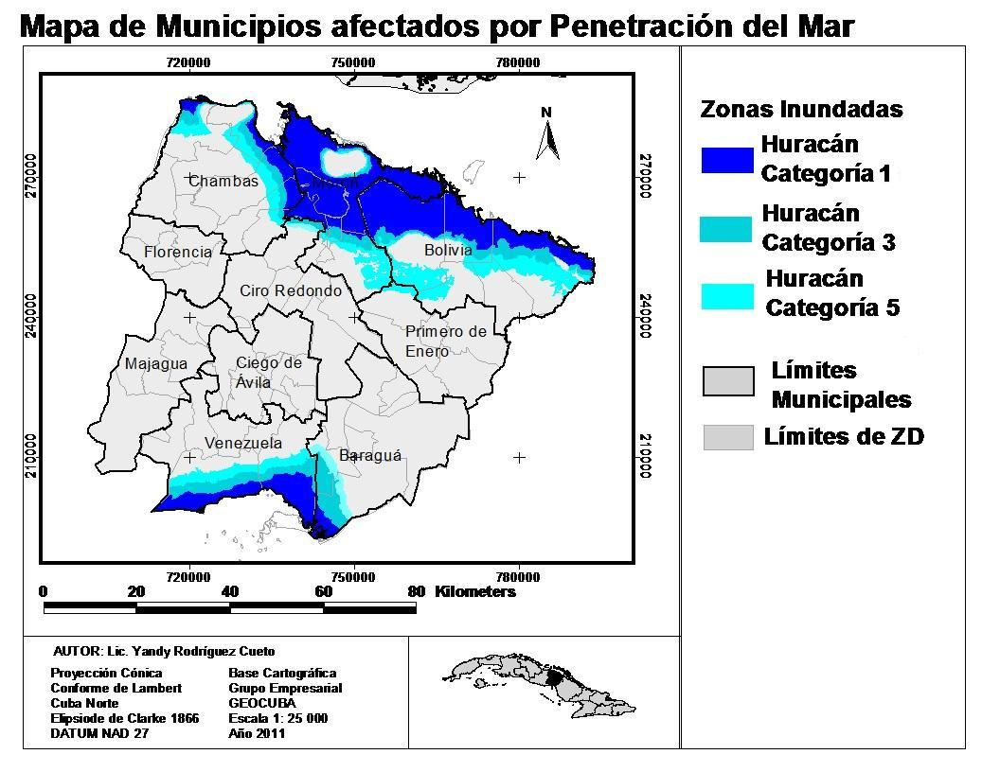 Mapa de Municipios afectados por Penetración del Mar
720000 750000 780000
N
270000 270000
Chambas
Morón
Florencia
Bolivia
Ciro Redondo
240000 240000
Primero de
Enero
Majagua
Ciego de
Ávila
Venezuela
Baraguá
210000 210000
720000 750000 780000
0 20 40 60 80 Kilometers
Zonas Inundadas
Huracán
Categoría 1
Huracán
Categoría 3
Huracán
Categoría 5
Límites
Municipales
Límites de ZD
AUTOR: Lic. Yandy Rodríguez Cueto
Proyección Cónica
Conforme de Lambert
Cuba Norte
Elipsiode de Clarke 1866
DATUM NAD 27
Base Cartográfica
Grupo Empresarial
GEOCUBA
Escala 1: 25 000
Año 2011